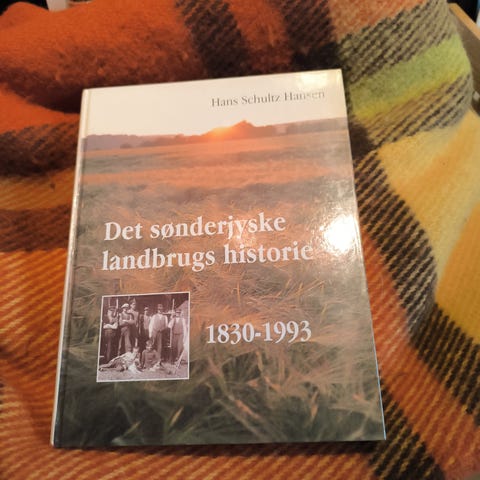 Hans Schultz Hansen
Det sønderjyske
landbrugs historie
1830-1993